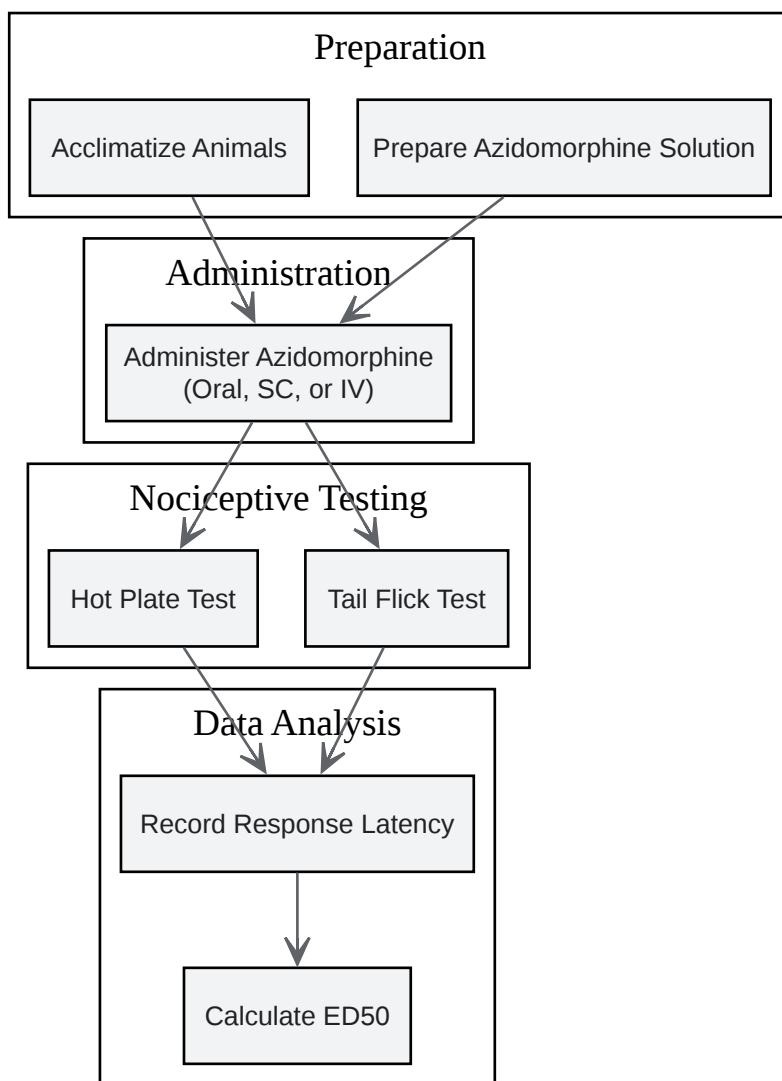 Preparation
Acclimatize Animals
Prepare Azidomorphine Solution
Administration
Administer Azidomorphine
(Oral, SC, or IV)
Nociceptive Testing
Hot Plate Test
Tail Flick Test
Data Analysis
Record Response Latency
Calculate ED50